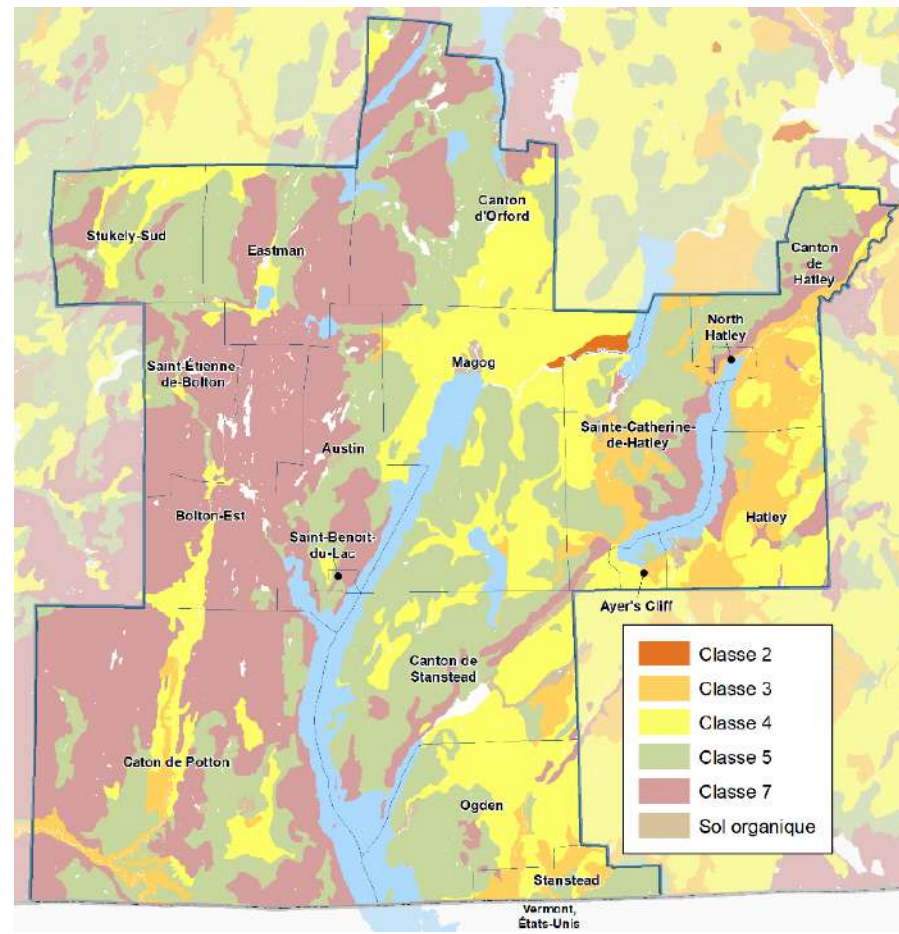 Canton
d'Orford
Stukely-Sud
Eastman
Canton
de
Hatley
North
Hatley
Magog
Saint-Étienne-
de-Bolton
Sainte-Catherine-
de-Hatley
Austin
Bolton-Est
Hatley
Saint-Benoit-
du-Lac
Ayer's Cliff
Canton de
Stanstead
Caton de Potton
Ogden
Stanstead
Vermont,
États-Unis
Classe 2
Classe 3
Classe 4
Classe 5
Classe 7
Sol organique